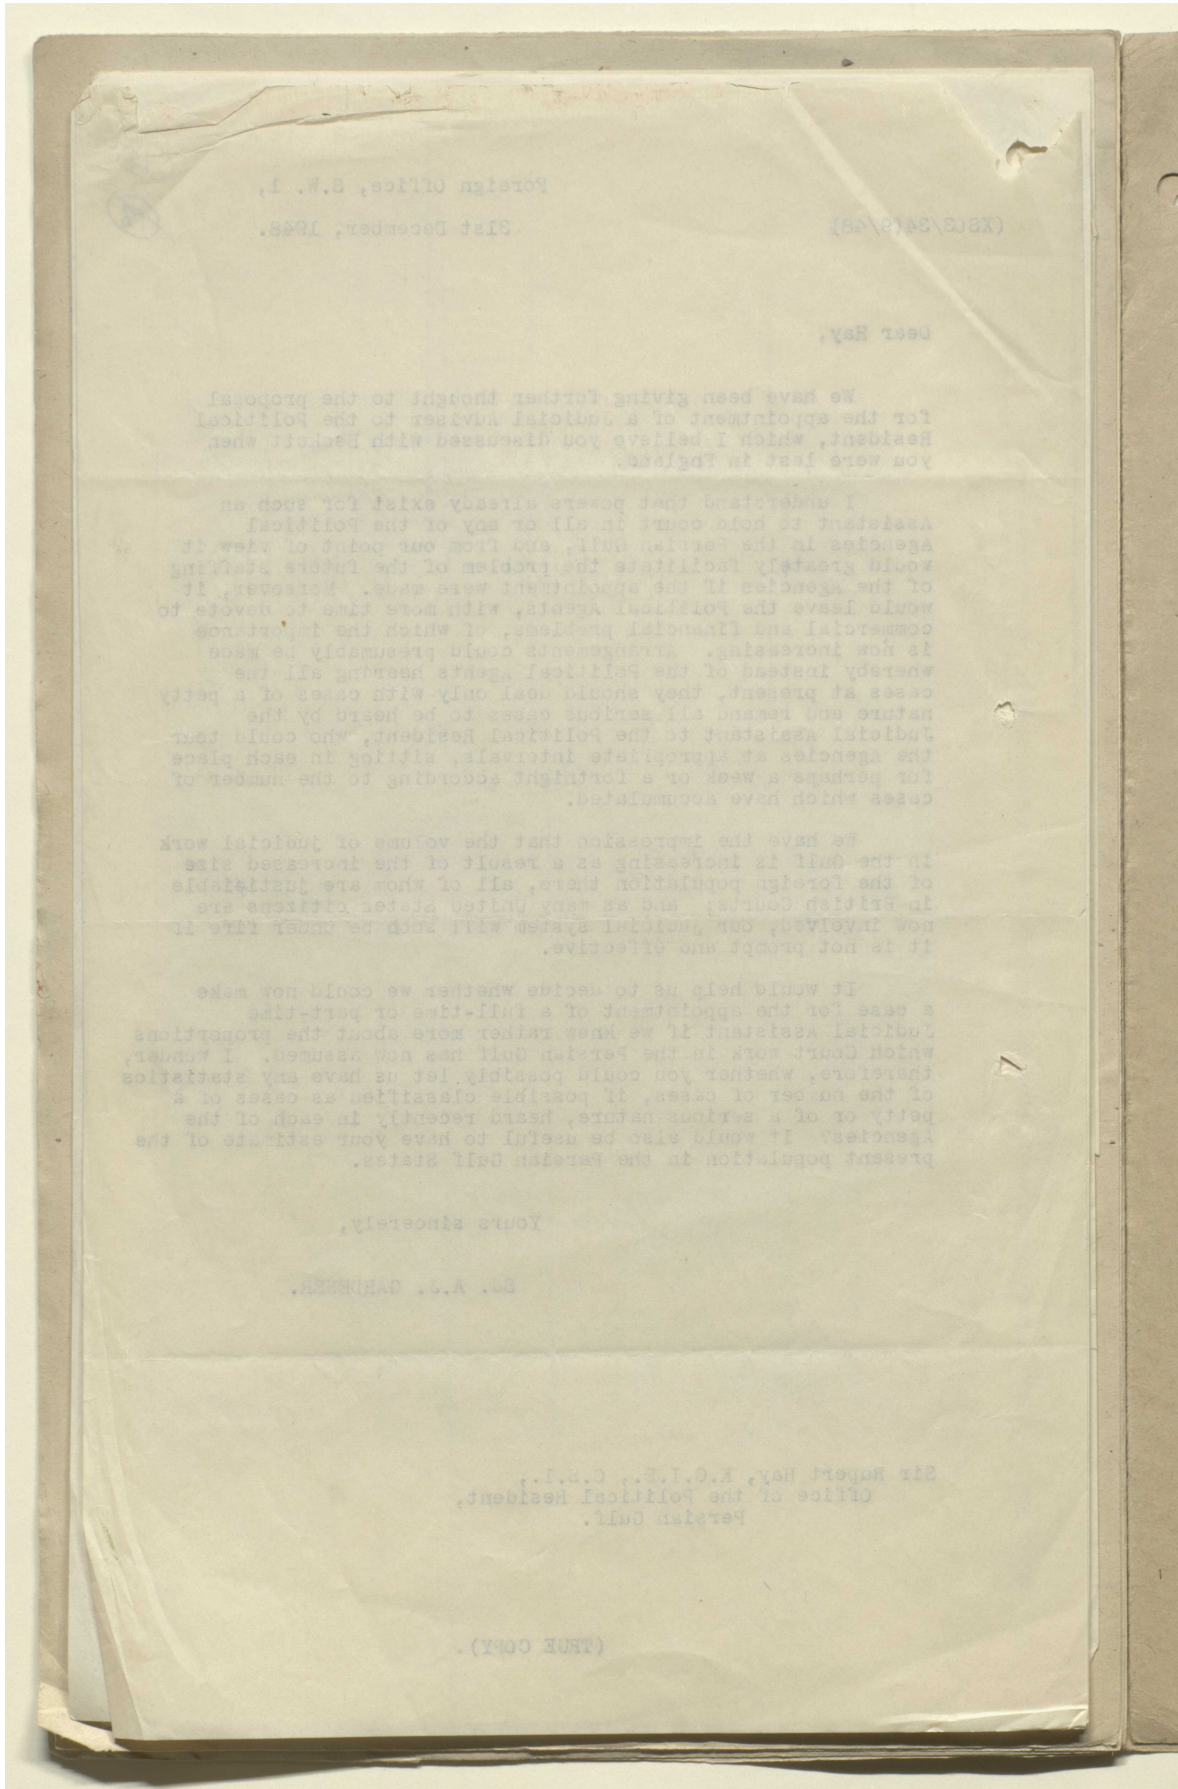 (XS(3/34(9/48)
Foreign Office, S.W. 1,
31st December, 1948.
Dear Hay,
We have been giving further thought to the proposal
for the appointment of a Judicial Adviser to the Political
Resident, which I believe you discussed with Beckett when
you were last in England.
I understand that powers already exist for such an
Assistant to hold court in all or any of the Political
Agencies in the Persian Gulf, and from our point of view it
would greately facilitate the problem of the future staffing
of the Agencies if the appointment were made. Moreover, it
would leave the Political Agents, with more time to devote to
commercial and financial problems, of which the importance
is now increasing. Arrangements could presumably be made
whereby instead of the Political Agents hearing all the
cases at present, they should deal only with cases of a petty
nature and remand all serious cases to be heard by the
Judicial Assistant to the Political Resident, who could tour
the Agencies at appropriate intervals, sitting in each place
for perhaps a week or a fortnight according to the number of
cases which have accumulated.
We have the impression that the volume of judicial work
in the Gulf is increasing as a result of the increased size
of the foreign population there, all of whom are justiciable
in British Courts; and as many United States citizens are
now involved, our judicial system will such be under fire if
it is not prompt and effective.
It would help us to decide whether we could now make
a case for the appointment of a full-time or part-time
Judicial Assistant if we knew rather more about the proportions
which Court work in the Persian Gulf has now assumed. I wonder,
therefore, whether you could possibly let us have any statistics
of the number of cases, if possible classified as cases of a
petty or of a serious nature, heard recently in each of the
Agencies? It would also be useful to have your estimate of the
present population in the Persian Gulf States.
Yours sincerely,
Sd. A.J. GARDENER.
Sir Rupert Hay, K.C.I.E., C.S.I.,
Office of the Political Resident,
Persian Gulf.
(TRUE COPY).